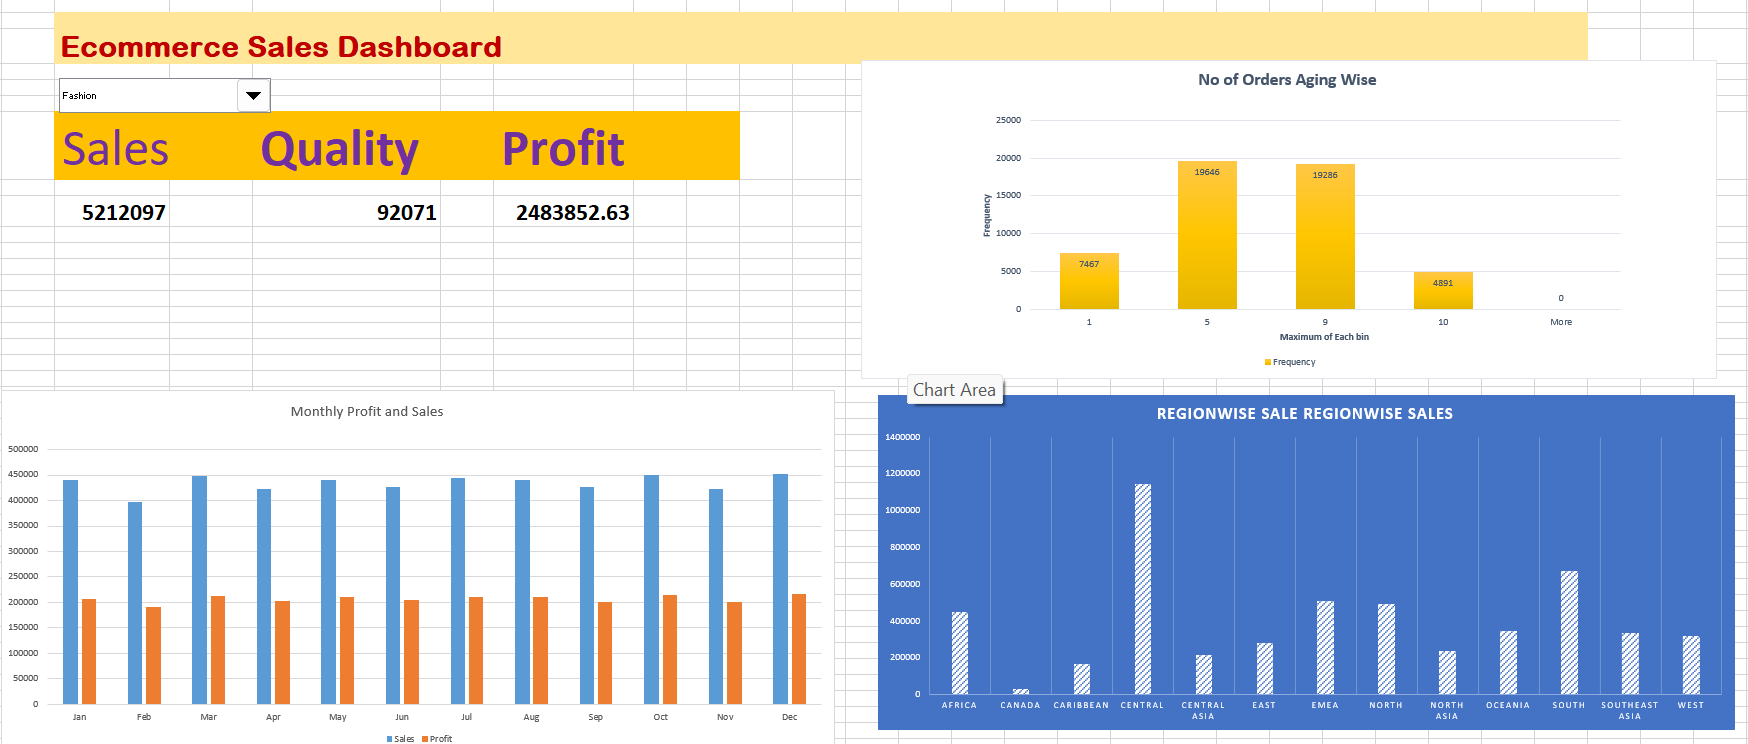 Ecommerce Sales Dashboard
Fashion
Sales Quality Profit
5212097 92071 2483852.63
No of Orders Aging Wise
25000
20000
15000
10000
5000
0
Frequency
7467
19646
19286
4891
0
1 5 9 10 More
Maximum of Each bin
Frequency
Chart Area
Monthly Profit and Sales
500000
450000
400000
350000
300000
250000
200000
150000
100000
50000
0
Jan Feb Mar Apr May Jun Jul Aug Sep Oct Nov Dec
Sales Profit
REGIONWISE SALE REGIONWISE SALES
1400000
1200000
1000000
800000
600000
400000
200000
0
AFRICA CANADA CARIBBEAN CENTRAL CENTRAL ASIA EAST EMEA NORTH NORTH ASIA OCEANIA SOUTH SOUTHEAST ASIA WEST